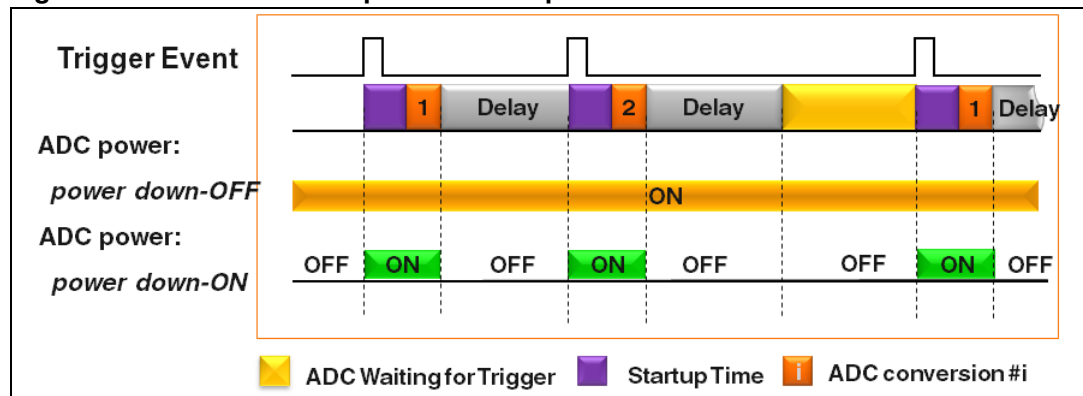 Trigger Event
1 Delay 2 Delay 1 Delay
ADC power:
power down-OFF
ON
ADC power:
power down-ON
OFF ON OFF ON OFF OFF ON OFF
ADC Waiting for Trigger Startup Time i ADC conversion #i